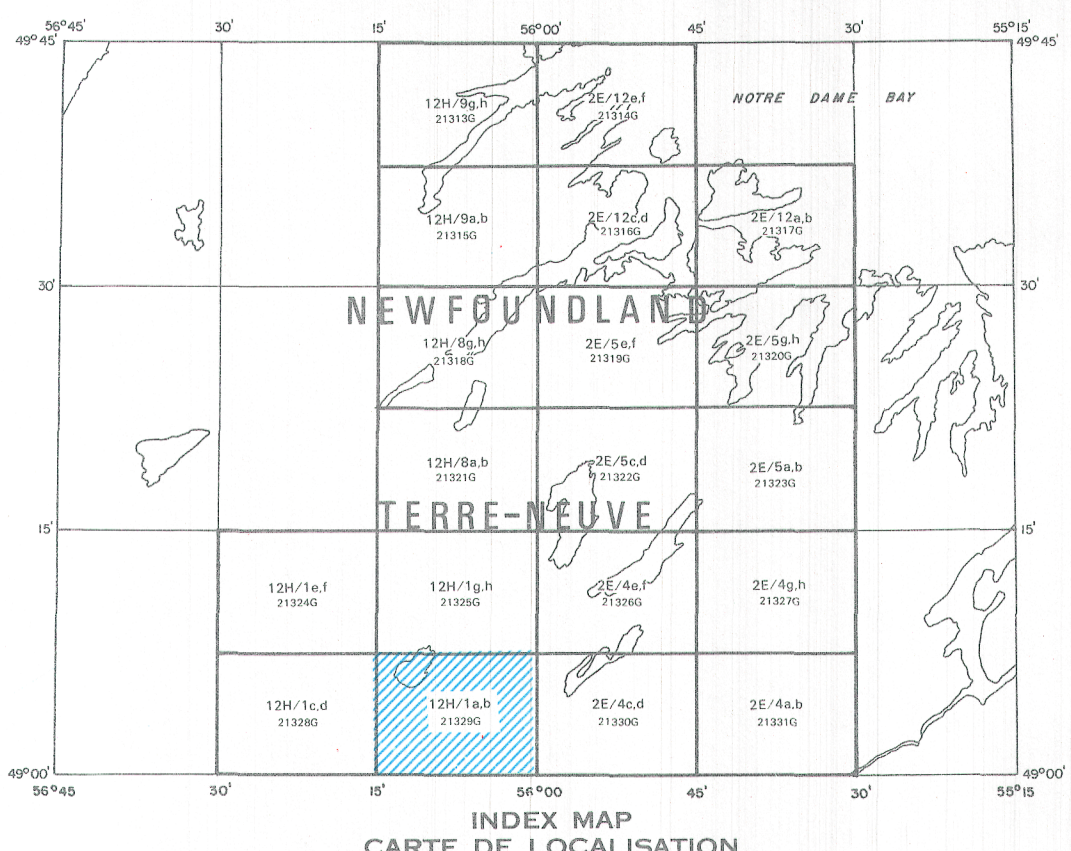 56°45' 30' 15' 56°00' 45' 30' 55°15'
49°45' 49°45'
NOTRE DAME BAY
12H/9g,h 2E/12e,f
21313G 21314G
12H/9a,b 2E/12c,d 2E/12a,b
21315G 21316G 21317G
30' 30'
NEWFOUNDLAND
12H/8g,h 2E/5e,f 2E/5g,h
21318G 21319G 21320G
12H/8a,b 2E/5c,d 2E/5a,b
21321G 21322G 21323G
TERRE-NEUVE
15' 15'
12H/1e,f 12H/1g,h 2E/4e,f 2E/4g,h
21324G 21325G 21326G 21327G
12H/1c,d 12H/1a,b 2E/4c,d 2E/4a,b
21328G 21329G 21330G 21331G
49°00' 49°00'
56°45' 30' 15' 56°00' 45' 30' 55°15'
INDEX MAP
CARTE DE LOCALISATION